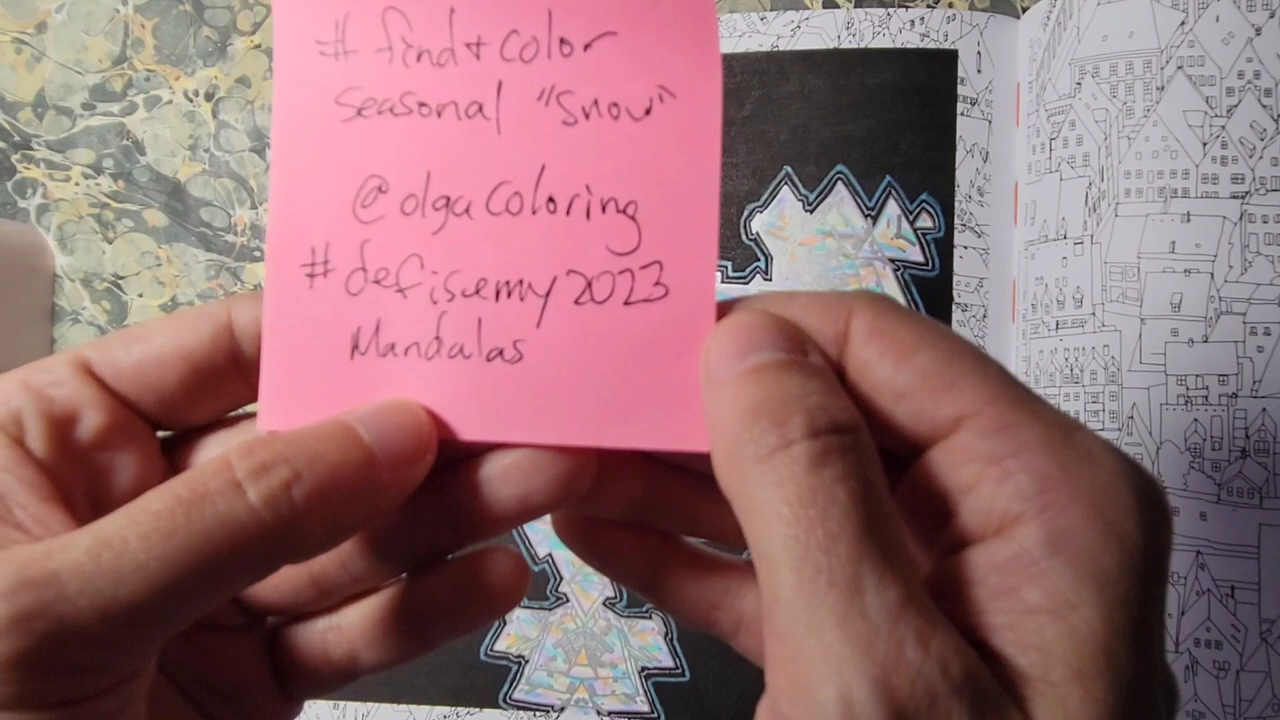 # find+color
seasonal "snow"
@olgacoloring
#defiscemy2023
Mandalas